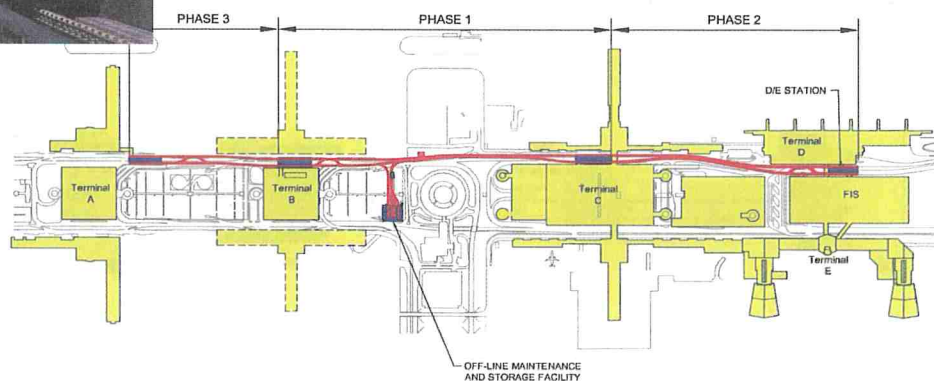 PHASE 3
PHASE 1
PHASE 2
D/E STATION
Terminal
D
Terminal
A
Terminal
B
Terminal
C
FIS
Terminal
E
OFF-LINE MAINTENANCE
AND STORAGE FACILITY